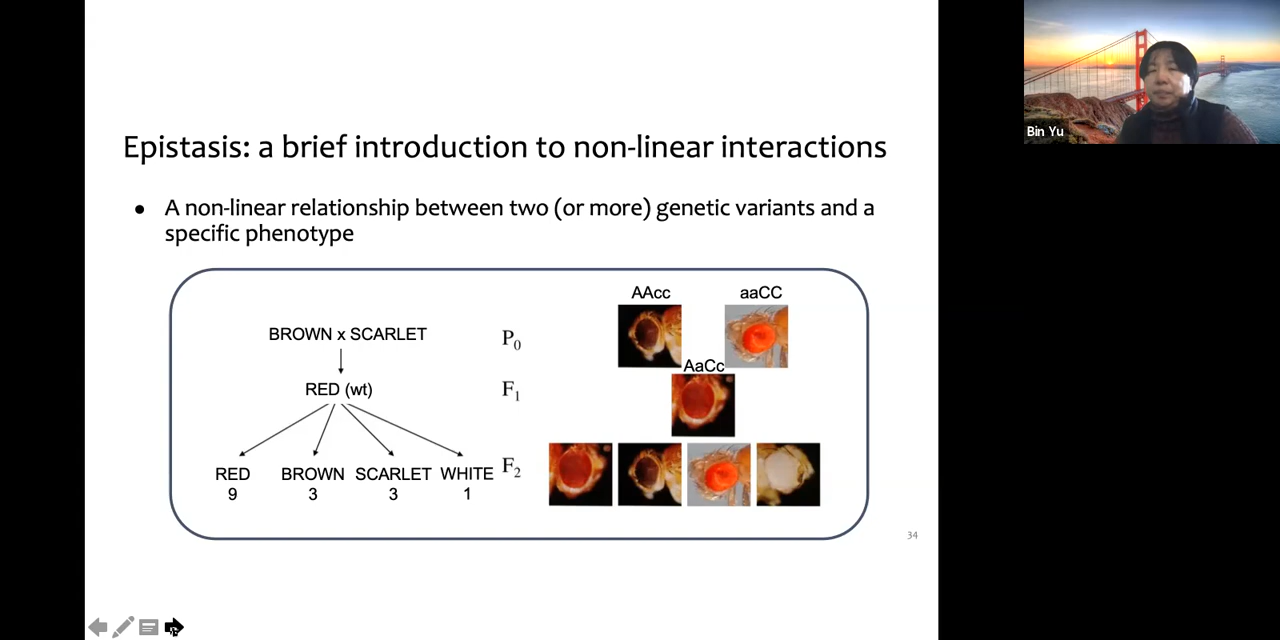 Bin Yu
Epistasis: a brief introduction to non-linear interactions
● A non-linear relationship between two (or more) genetic variants and a
specific phenotype
AAcc aaCC
BROWN x SCARLET P0
AaCc
RED (wt) F1
RED BROWN SCARLET WHITE F2
9 3 3 1
34